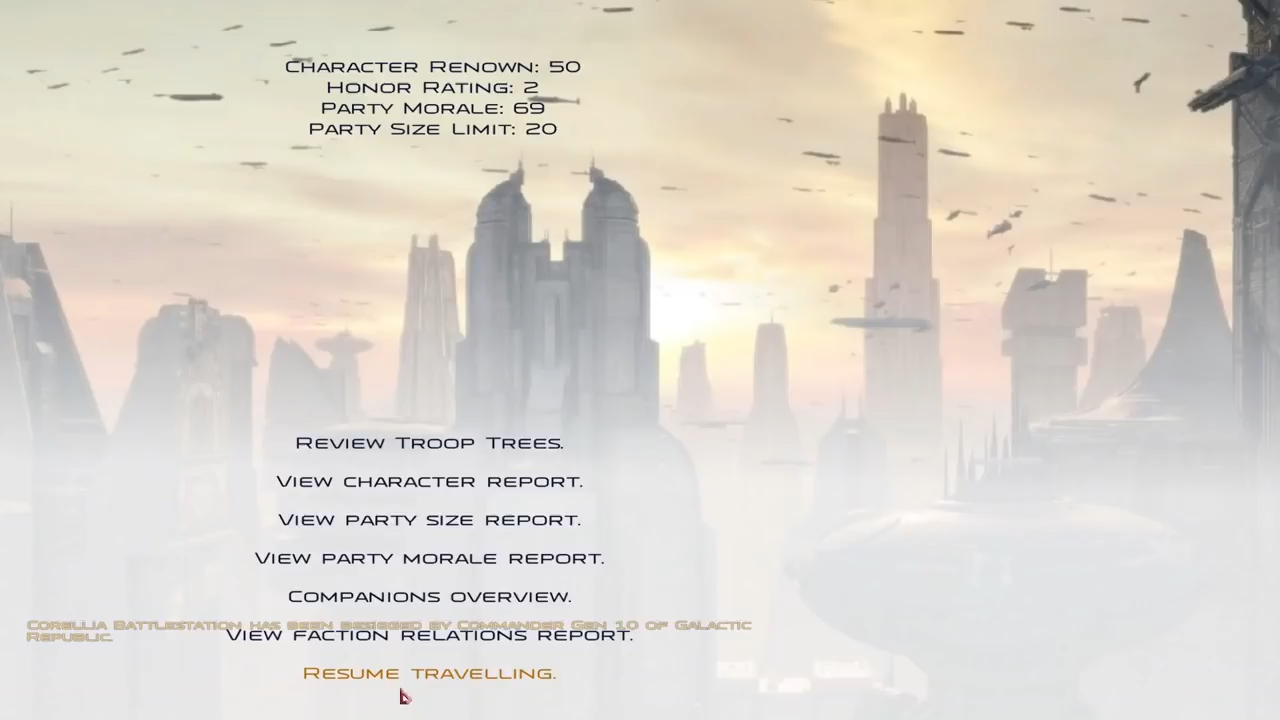 Character Renown: 50
Honor Rating: 2
Party Morale: 69
Party Size Limit: 20
Review Troop Trees.
View character report.
View party size report.
View party morale report.
Companions overview.
Corellia Battlestation has been besieged by Commander Gen 10 of Galactic
Republic.
View faction relations report.
Resume travelling.